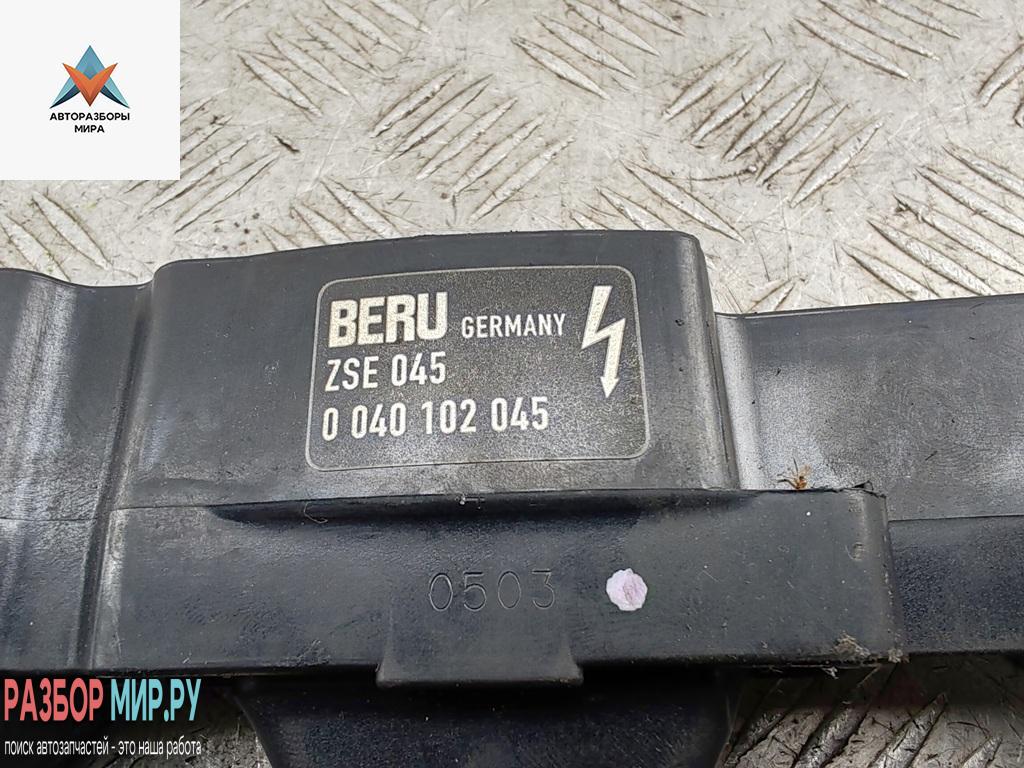 АВТОРАЗБОРЫ
МИРА
BERU GERMANY
ZSE 045
0 040 102 045
0503
РАЗБОР МИР.РУ
поиск автозапчастей - это наша работа